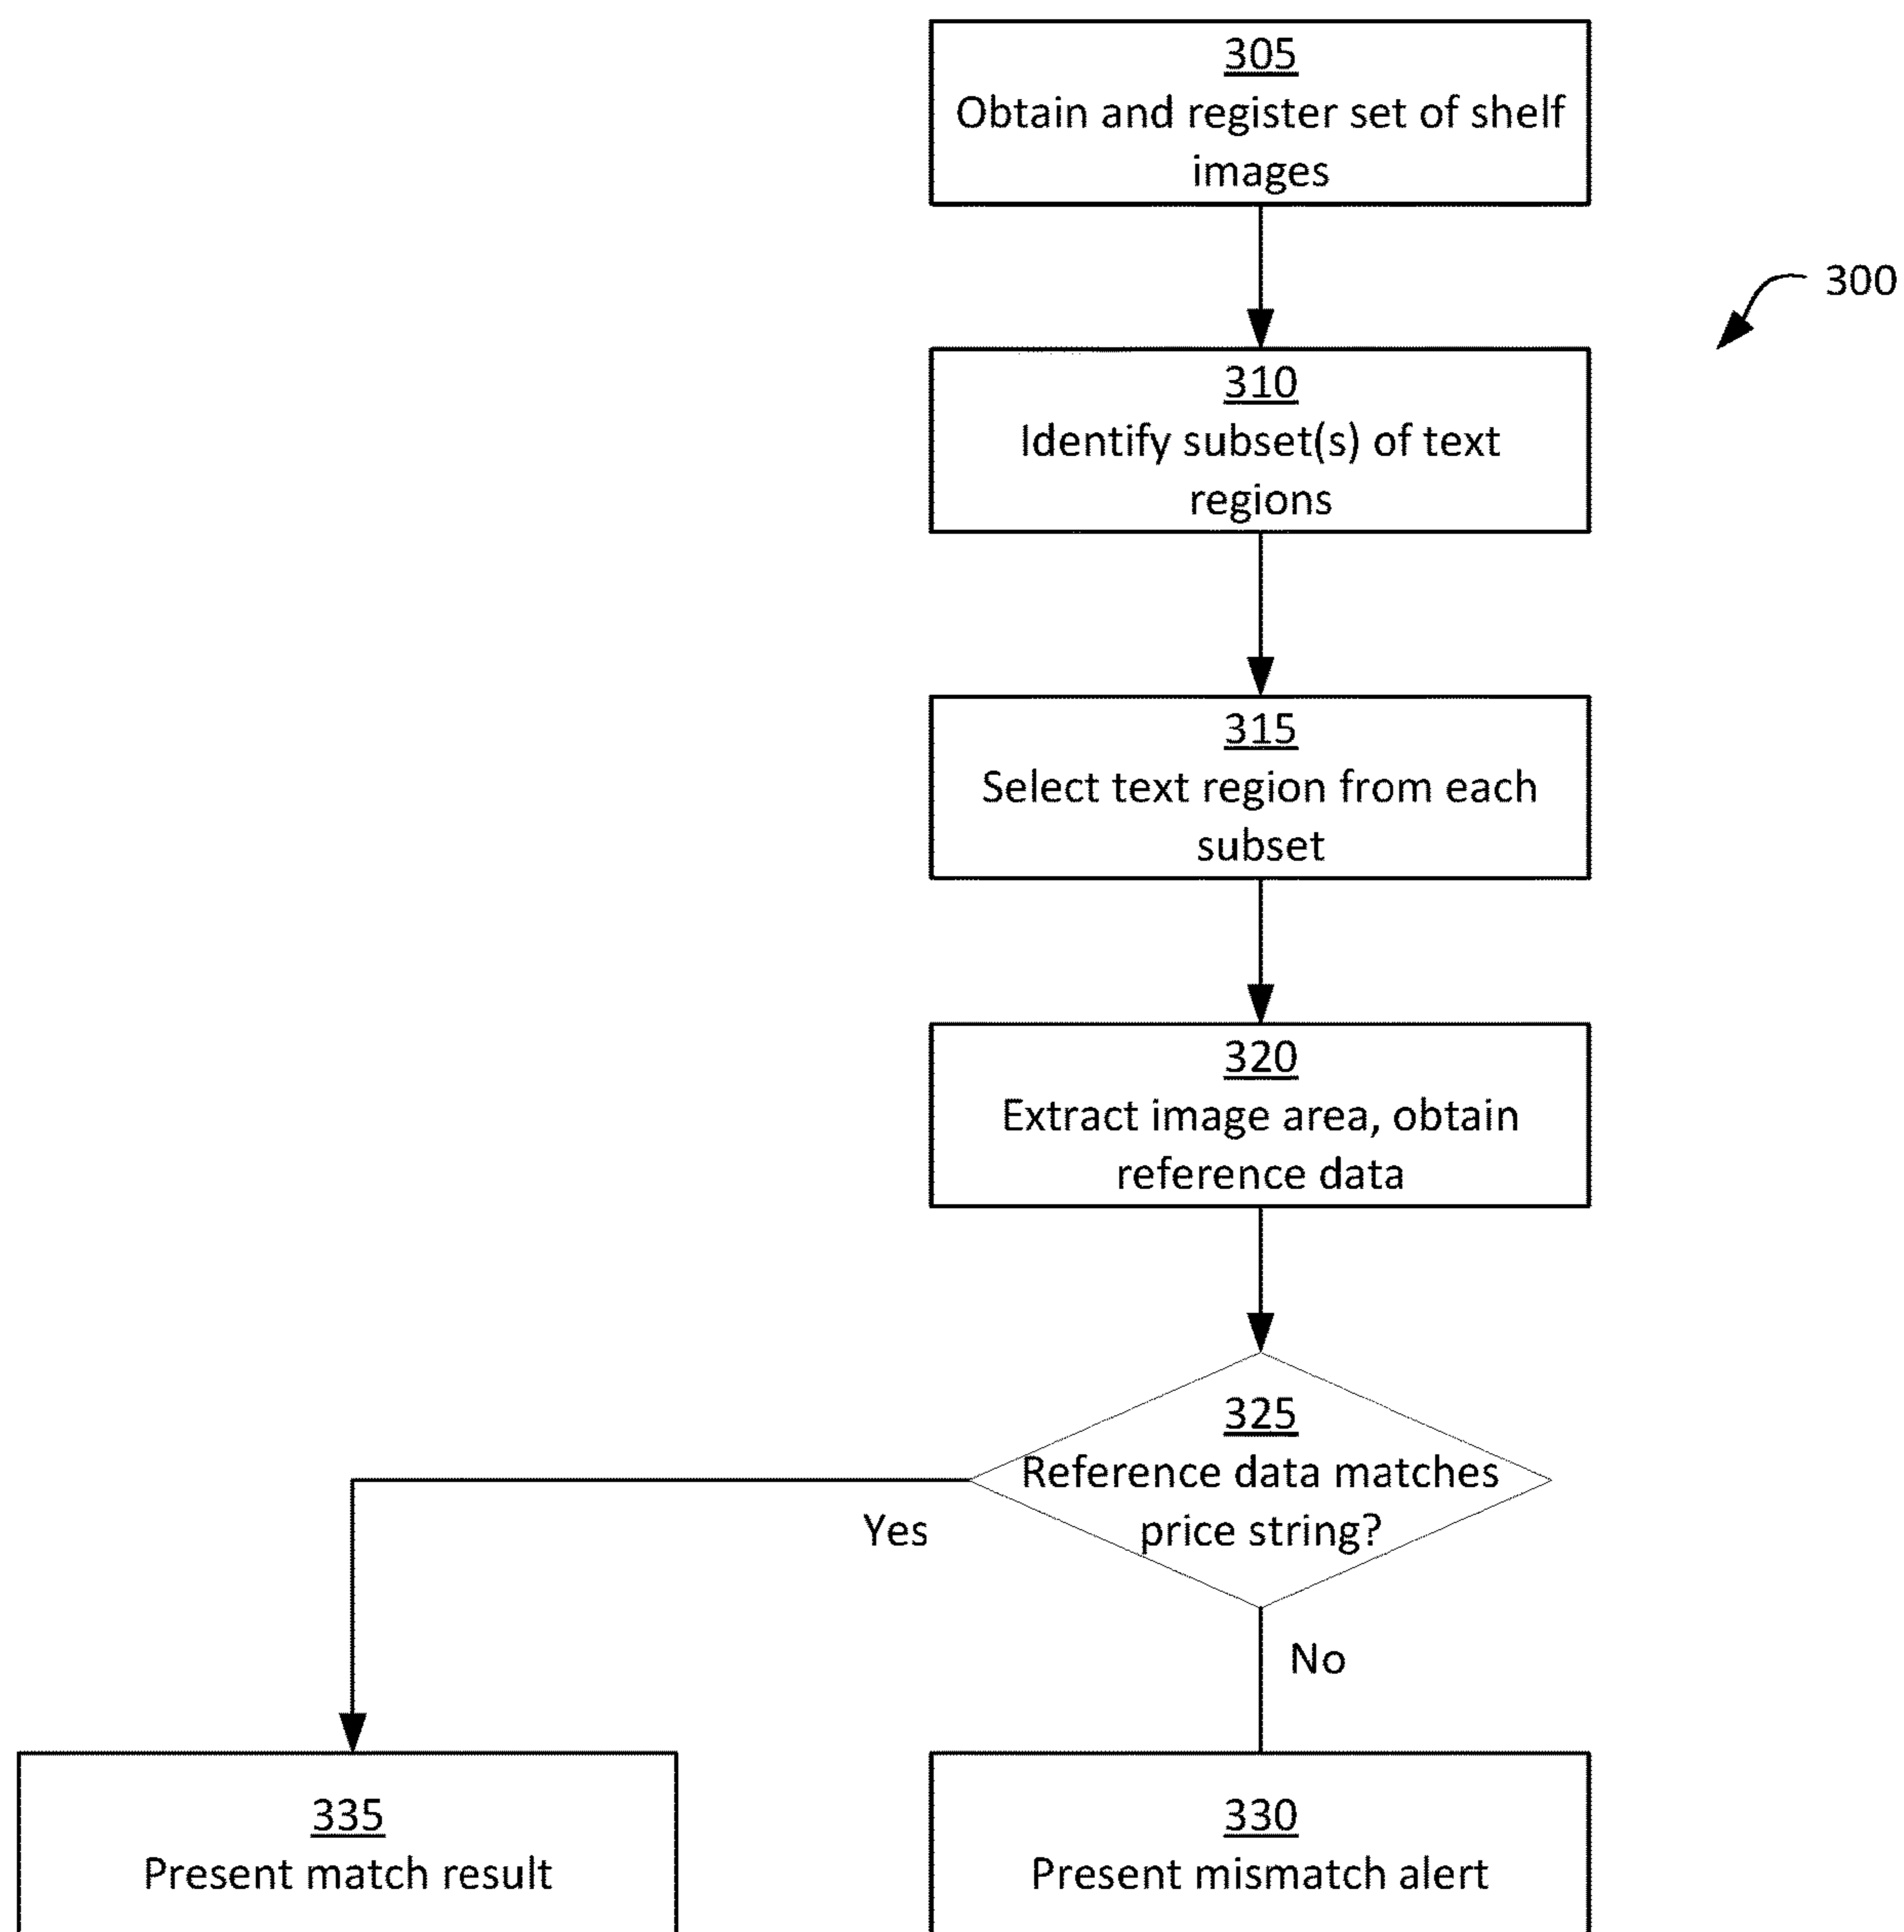 305
Obtain and register set of shelf
images
300
310
Identify subset(s) of text
regions
315
Select text region from each
subset
320
Extract image area, obtain
reference data
325
Reference data matches
price string?
Yes
No
335
Present match result
330
Present mismatch alert